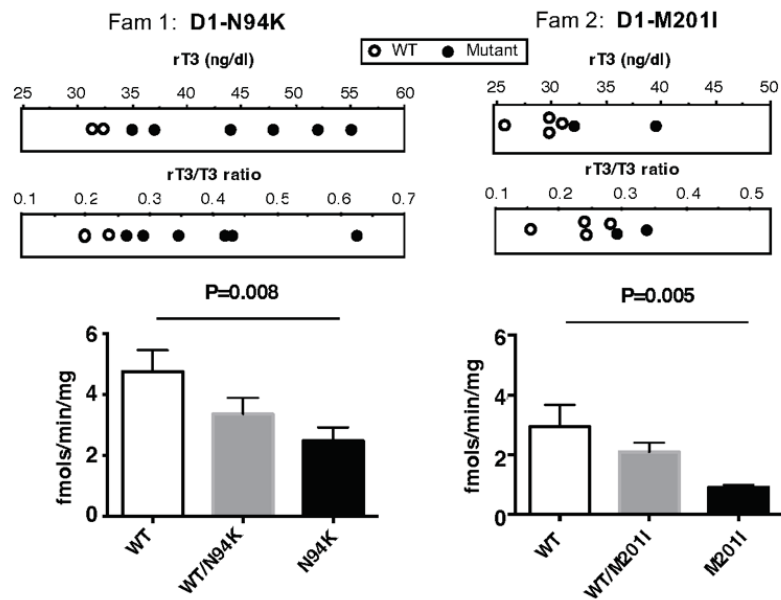 Fam 1: D1-N94K
Fam 2: D1-M201I
WT Mutant
rT3 (ng/dl)
25 30 35 40 45 50 55 60
rT3/T3 ratio
0.1 0.2 0.3 0.4 0.5 0.6 0.7
rT3 (ng/dl)
25 30 35 40 45 50
rT3/T3 ratio
0.1 0.2 0.3 0.4 0.5
P=0.008
fmols/min/mg
6
4
2
0
WT
WT/N94K
N94K
P=0.005
fmols/min/mg
6
4
2
0
WT
WT/M201I
M201I